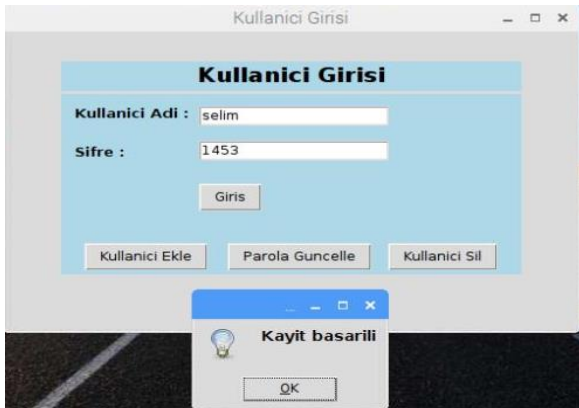 Kullanici Girisi
Kullanici Girisi
Kullanici Adi : selim
Sifre : 1453
Giris
Kullanici Ekle Parola Guncelle Kullanici Sil
Kayit basarili
OK